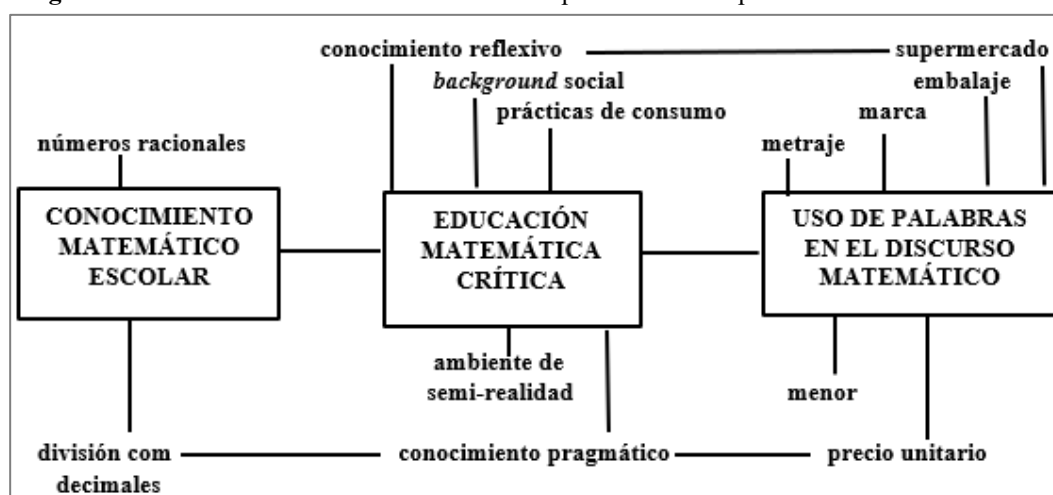 conocimiento reflexivo
supermercado
background social
embalaje
prácticas de consumo
marca
números racionales
metraje
CONOCIMIENTO
MATEMÁTICO
ESCOLAR
EDUCACIÓN
MATEMÁTICA
CRÍTICA
USO DE PALABRAS
EN EL DISCURSO
MATEMÁTICO
ambiente de
semi-realidad
menor
división com
decimales
conocimiento pragmático
precio unitario